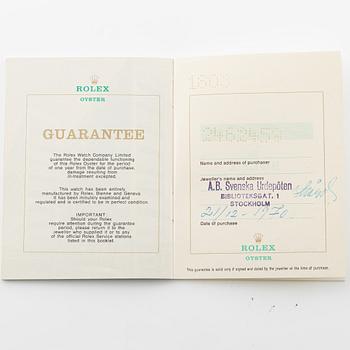 ROLEX
OYSTER
GUARANTEE
The Rolex Watch Company Limited
guarantee the dependable functioning
of this Rolex Oyster for the period
of one year from the date of purchase,
damage resulting from
ill-treatment excepted.
This watch has been entirely
manufactured by Rolex, Bienne and Geneva
It has been minutely examined and
regulated and is certified to be in perfect condition.
IMPORTANT
Should your Rolex
require attention during the guarantee
period, please return it to the
jeweller who supplied it or to any
of the official Rolex Service stations
listed in this booklet.
1603
2462459
Name and address of purchaser
Jeweller's name and address
A.B. Svenska Urdepôten
BIBLIOTEKSGAT. 1
STOCKHOLM
21/12-1970
Date of purchase
ROLEX
OYSTER
This guarantee is valid only if signed and dated by the jeweller at the time of purchase.